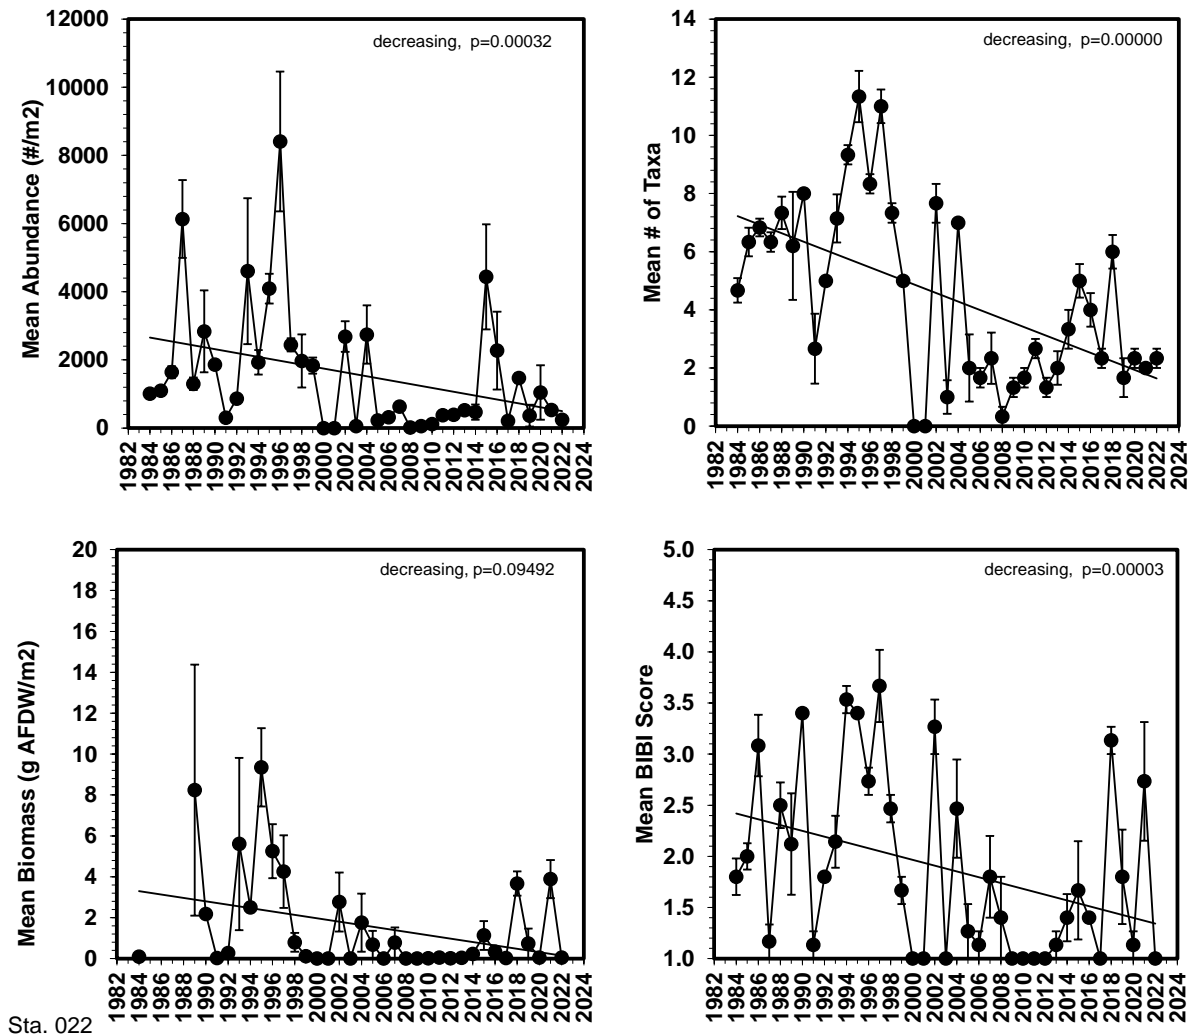 12000
10000
8000
6000
4000
2000
0
Mean Abundance (#/m2)
decreasing,  p=0.00032
1982 1984 1986 1988 1990 1992 1994 1996 1998 2000 2002 2004 2006 2008 2010 2012 2014 2016 2018 2020 2022 2024
14
12
10
8
6
4
2
0
Mean # of Taxa
decreasing,  p=0.00000
1982 1984 1986 1988 1990 1992 1994 1996 1998 2000 2002 2004 2006 2008 2010 2012 2014 2016 2018 2020 2022 2024
20
18
16
14
12
10
8
6
4
2
0
Mean Biomass (g AFDW/m2)
decreasing, p=0.09492
1982 1984 1986 1988 1990 1992 1994 1996 1998 2000 2002 2004 2006 2008 2010 2012 2014 2016 2018 2020 2022 2024
5.0
4.5
4.0
3.5
3.0
2.5
2.0
1.5
1.0
Mean BIBI Score
decreasing,  p=0.00003
1982 1984 1986 1988 1990 1992 1994 1996 1998 2000 2002 2004 2006 2008 2010 2012 2014 2016 2018 2020 2022 2024
Sta. 022